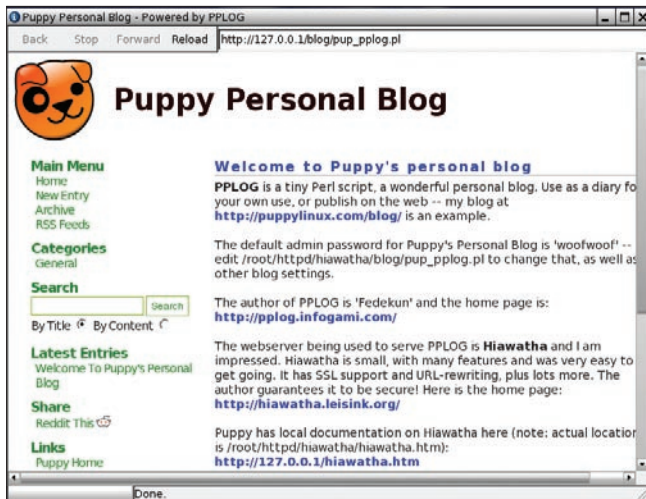 Puppy Personal Blog - Powered by PPLOG
Back Stop Forward Reload http://127.0.0.1/blog/pup_pplog.pl
Puppy Personal Blog
Main Menu
Home
New Entry
Archive
RSS Feeds
Categories
General
Search
Search
By Title By Content
Latest Entries
Welcome To Puppy's Personal
Blog
Share
Reddit This
Links
Puppy Home
Welcome to Puppy's personal blog
PPLOG is a tiny Perl script, a wonderful personal blog. Use as a diary fo
your own use, or publish on the web -- my blog at
http://puppylinux.com/blog/ is an example.
The default admin password for Puppy's Personal Blog is 'woofwoof' --
edit /root/httpd/hiawatha/blog/pup_pplog.pl to change that, as well as
other blog settings.
The author of PPLOG is 'Fedekun' and the home page is:
http://pplog.infogami.com/
The webserver being used to serve PPLOG is Hiawatha and I am
impressed. Hiawatha is small, with many features and was very easy to
get going. It has SSL support and URL-rewriting, plus lots more. The
author guarantees it to be secure! Here is the home page:
http://hiawatha.leisink.org/
Puppy has local documentation on Hiawatha here (note: actual location
is /root/httpd/hiawatha/hiawatha.htm):
http://127.0.0.1/hiawatha.htm
Done.